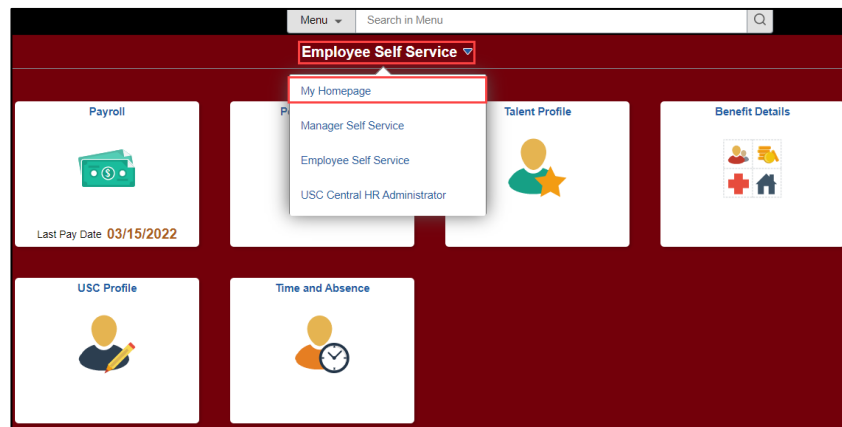 Menu Search in Menu
Employee Self Service
My Homepage
Manager Self Service
Employee Self Service
USC Central HR Administrator
Payroll
Last Pay Date 03/15/2022
Talent Profile
Benefit Details
USC Profile
Time and Absence